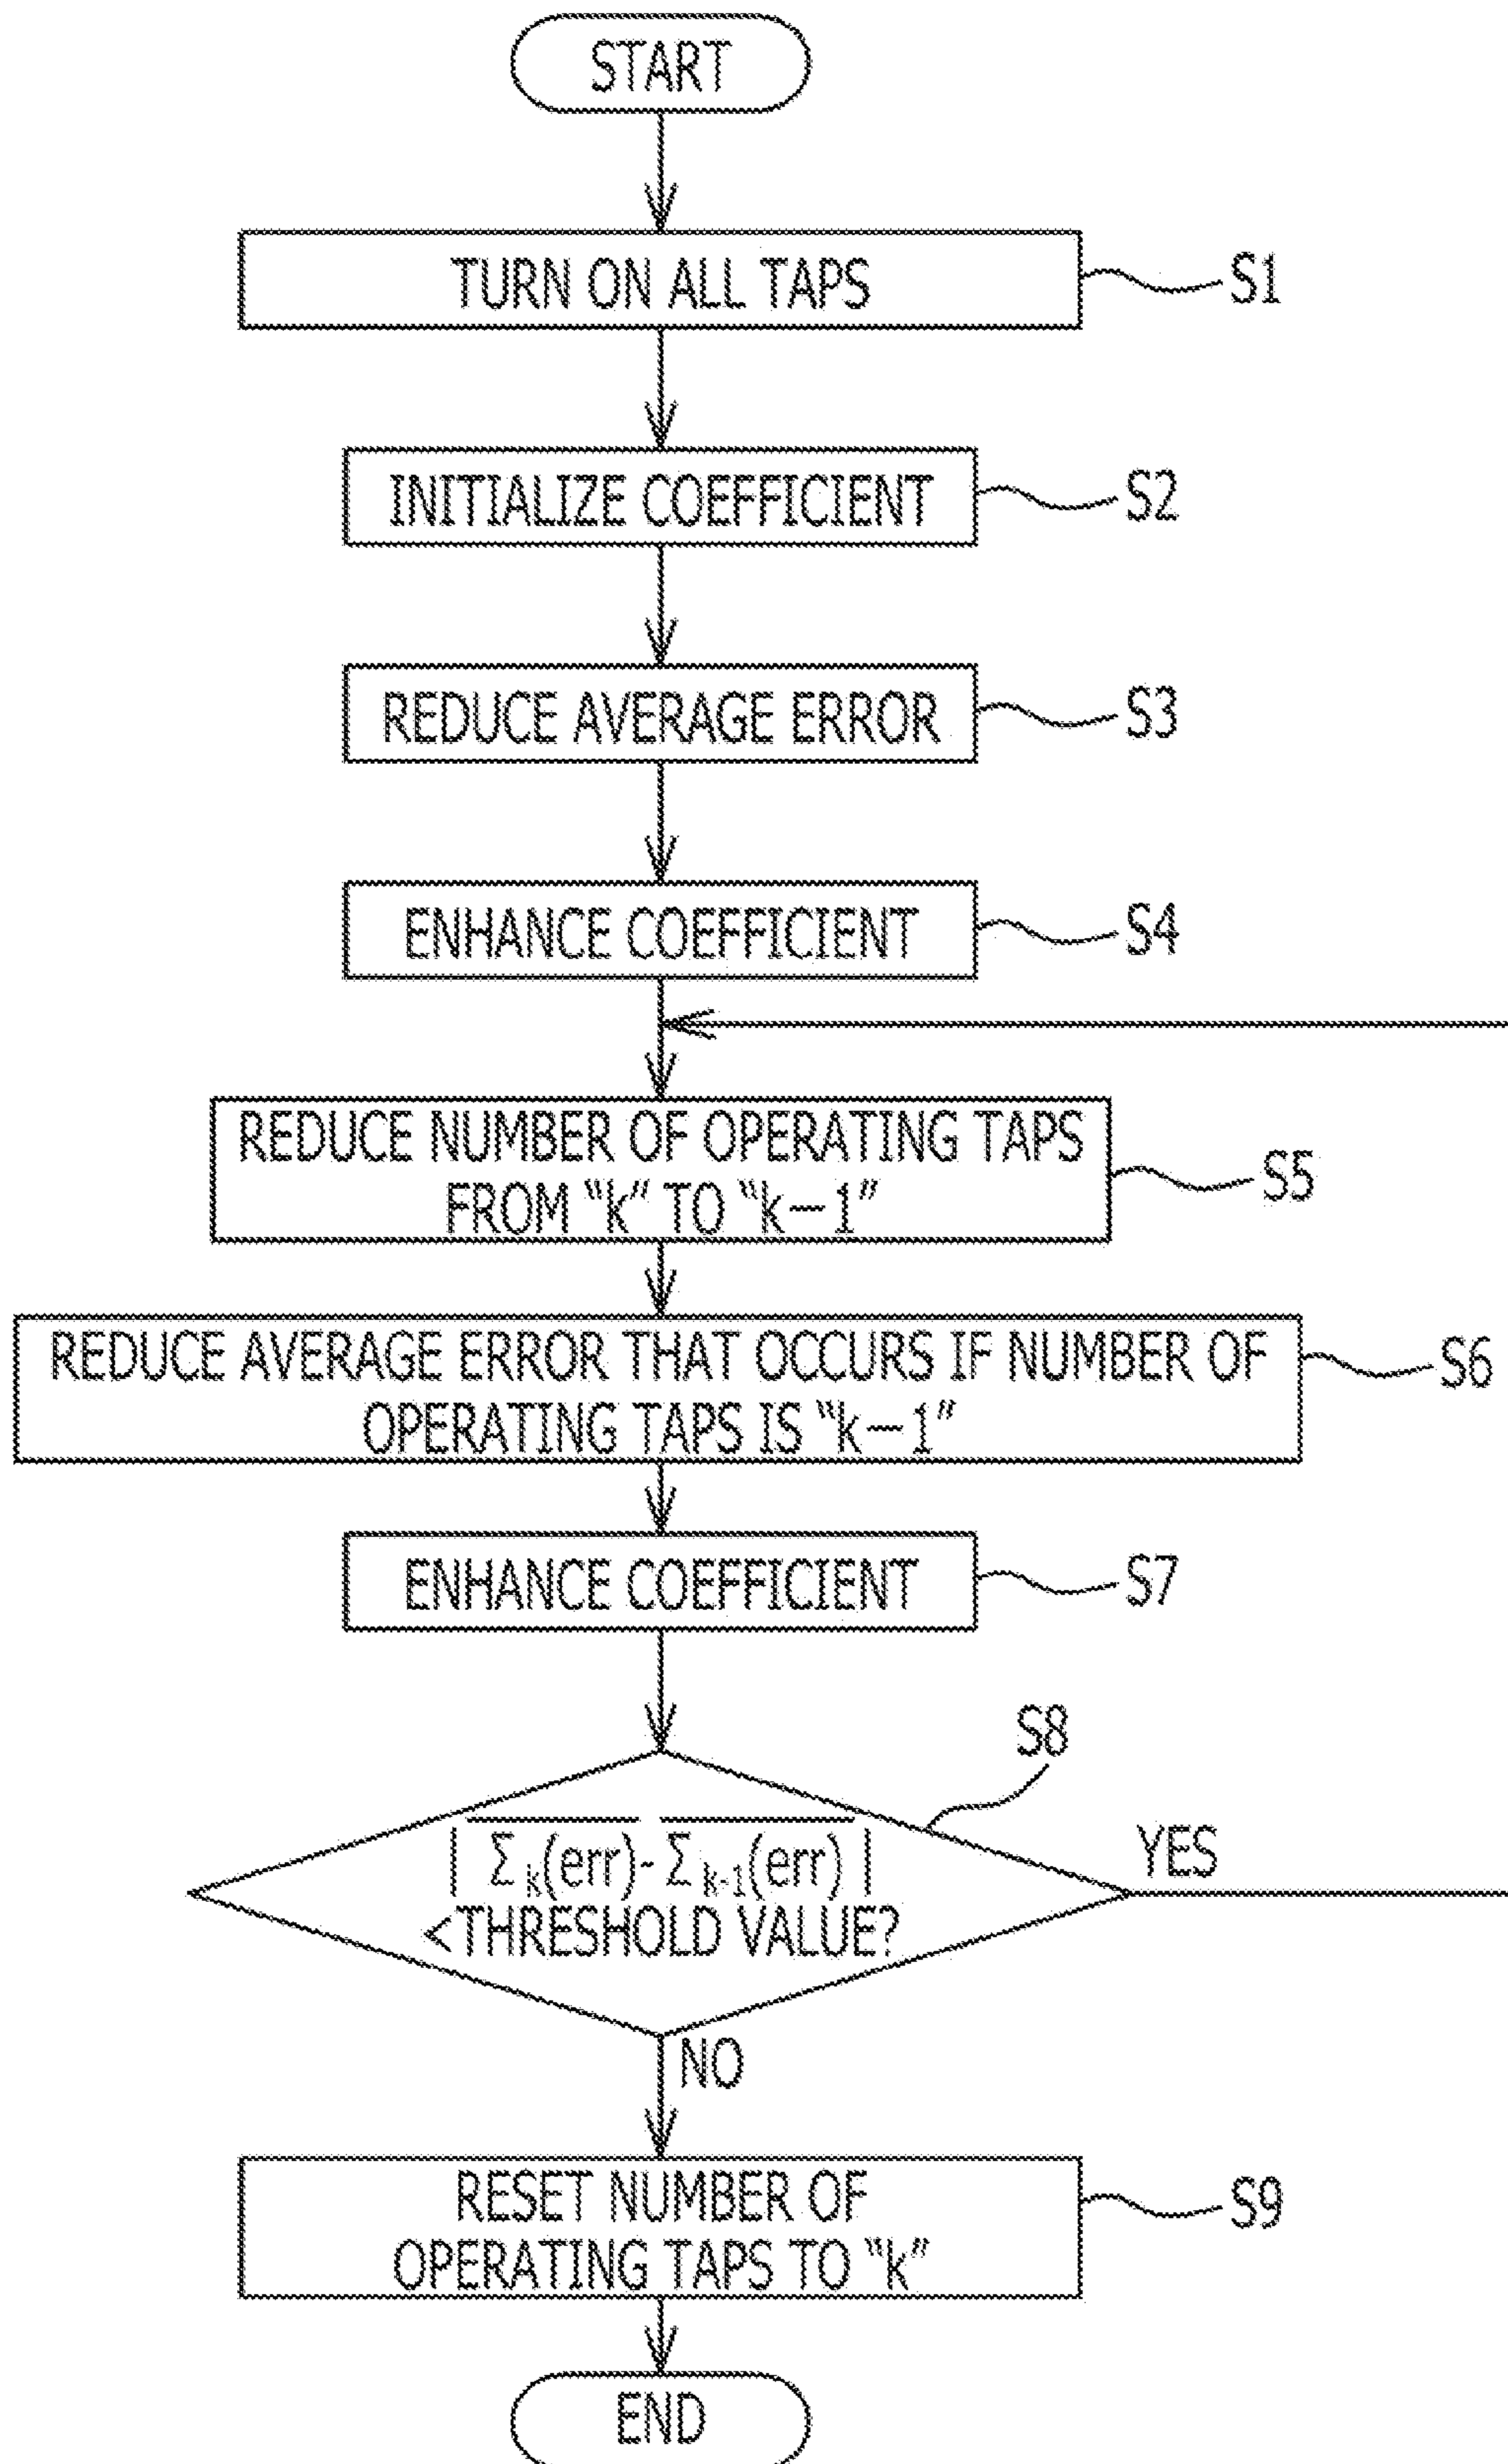 START
TURN ON ALL TAPS
S1
INITIALIZE COEFFICIENT
S2
REDUCE AVERAGE ERROR
S3
ENHANCE COEFFICIENT
S4
REDUCE NUMBER OF OPERATING TAPS
FROM “k” TO “k−1”
S5
REDUCE AVERAGE ERROR THAT OCCURS IF NUMBER OF
OPERATING TAPS IS “k−1”
S6
ENHANCE COEFFICIENT
S7
S8
| Σk(err)- Σk-1(err) |
<THRESHOLD VALUE?
YES
NO
RESET NUMBER OF
OPERATING TAPS TO “k”
S9
END